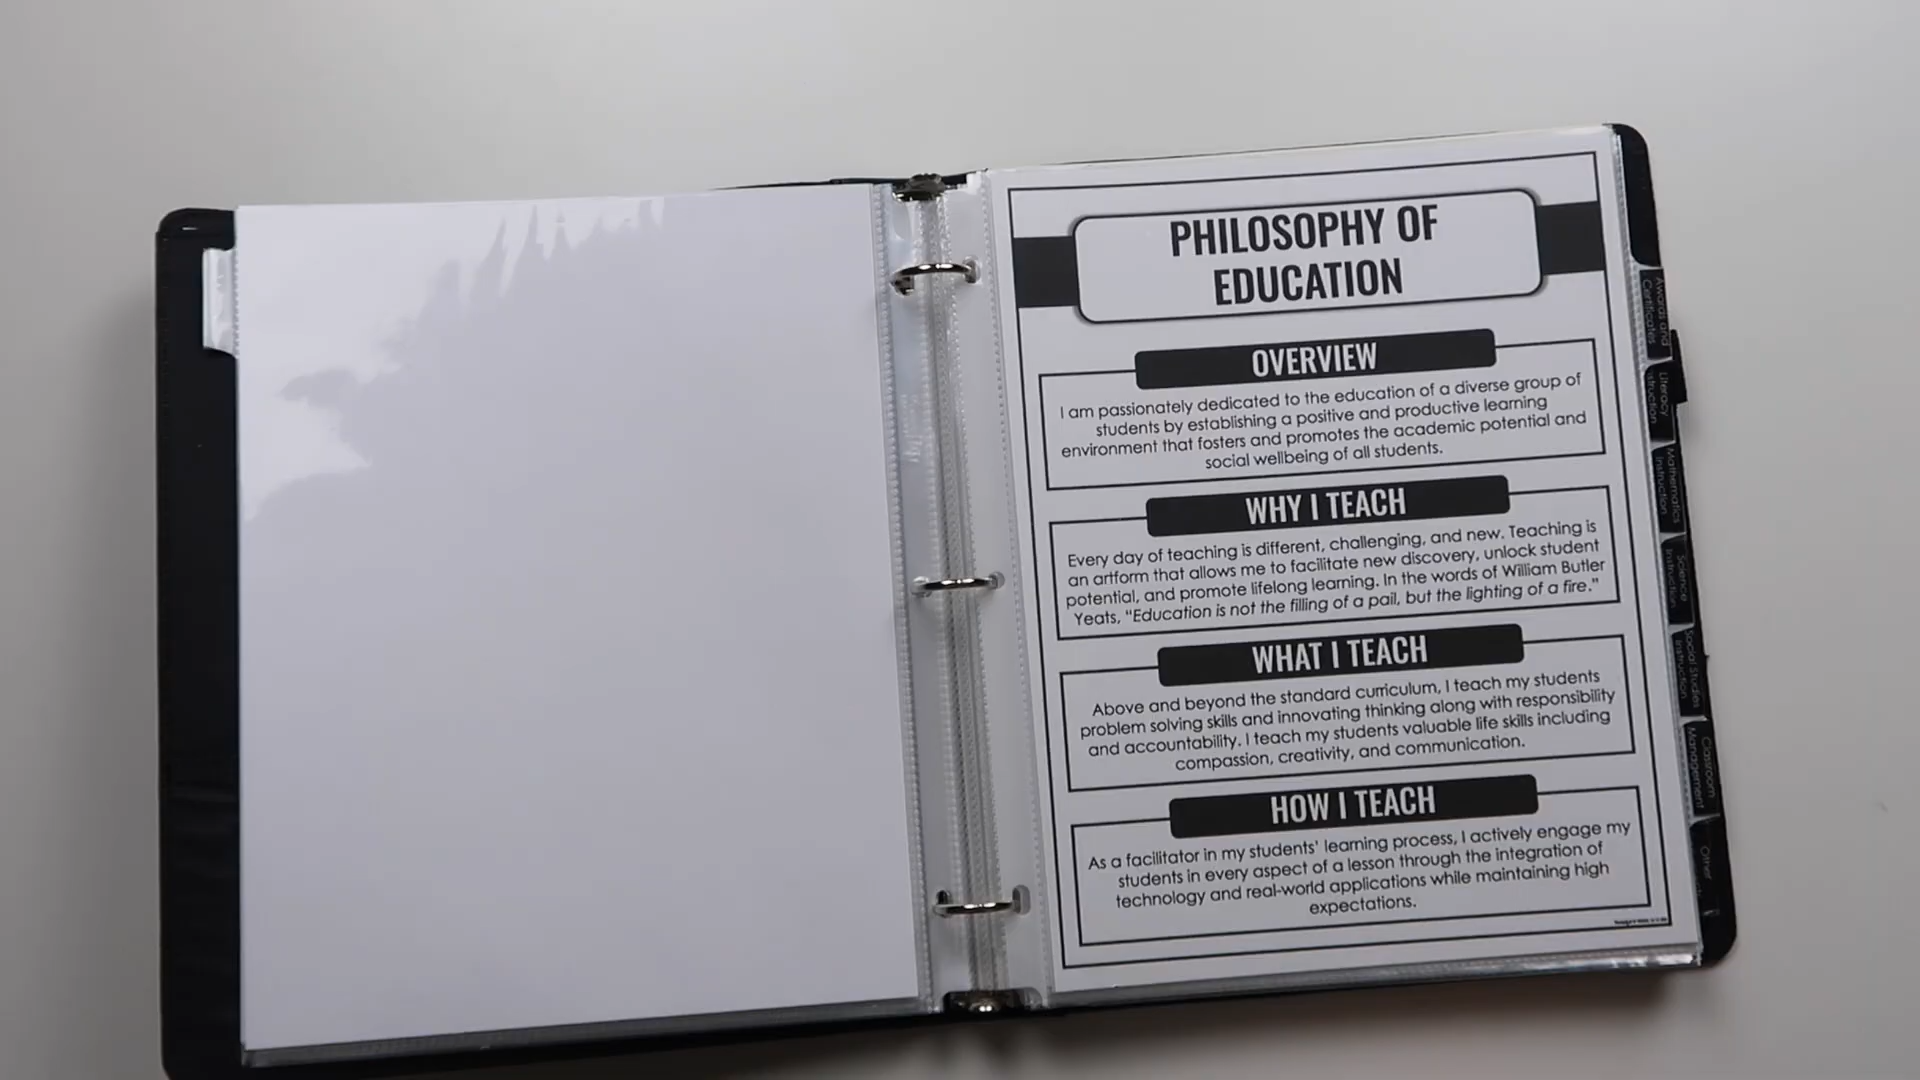 PHILOSOPHY OF
EDUCATION
OVERVIEW
I am passionately dedicated to the education of a diverse group of
students by establishing a positive and productive learning
environment that fosters and promotes the academic potential and
social wellbeing of all students.
WHY I TEACH
Every day of teaching is different, challenging, and new. Teaching is
an artform that allows me to facilitate new discovery, unlock student
potential, and promote lifelong learning. In the words of William Butler
Yeats, “Education is not the filling of a pail, but the lighting of a fire.”
WHAT I TEACH
Above and beyond the standard curriculum, I teach my students
problem solving skills and innovating thinking along with responsibility
and accountability. I teach my students valuable life skills including
compassion, creativity, and communication.
HOW I TEACH
As a facilitator in my students’ learning process, I actively engage my
students in every aspect of a lesson through the integration of
technology and real-world applications while maintaining high
expectations.
Awards and
Certificates
Literacy
Instruction
Mathematics
Instruction
Science
Instruction
Social Studies
Instruction
Classroom
Management
Other